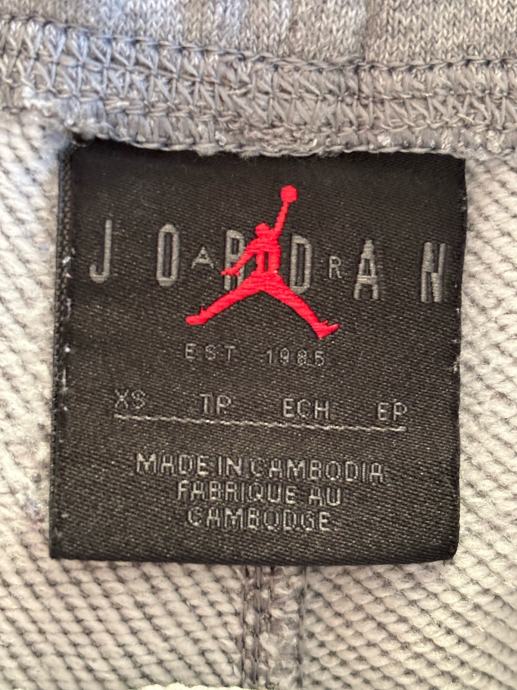 JORDAN
AIR
EST 1985
XS TP ECH EP
MADE IN CAMBODIA
FABRIQUE AU
CAMBODGE